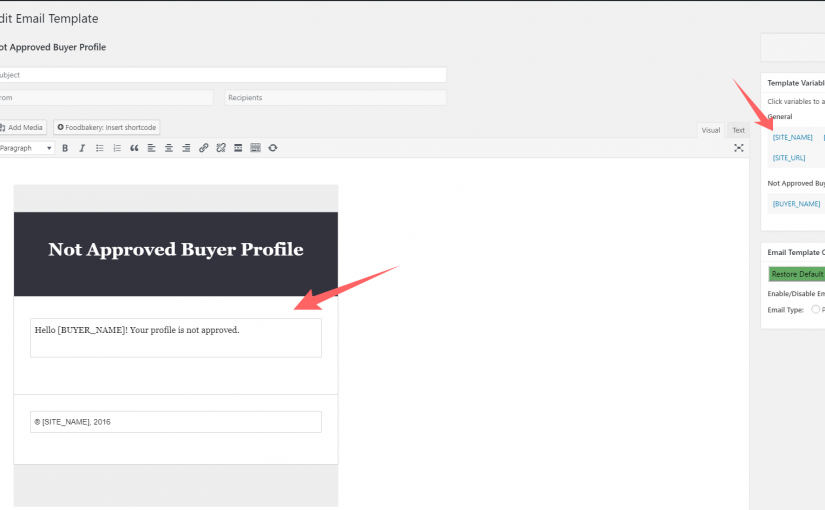 dit Email Template
ot Approved Buyer Profile
ubject
rom
Recipients
Add Media
Foodbakery: Insert shortcode
Visual
Text
Paragraph
Not Approved Buyer Profile
Hello [BUYER_NAME]! Your profile is not approved.
© [SITE_NAME], 2016
Template Variabl
Click variables to a
General
[SITE_NAME]
[SITE_URL]
Not Approved Buy
[BUYER_NAME]
Email Template O
Restore Default
Enable/Disable Em
Email Type: